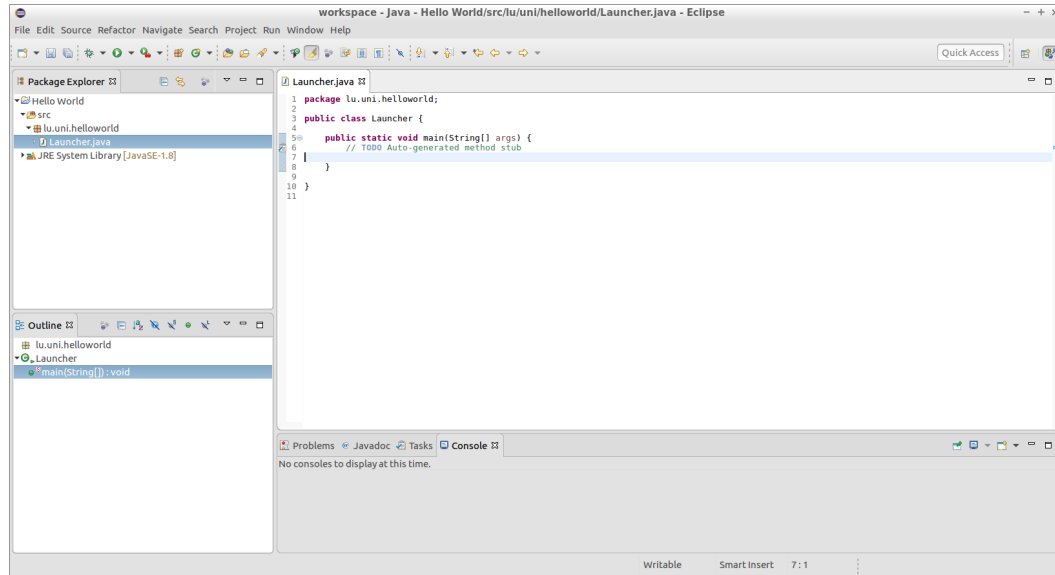 workspace - Java - Hello World/src/lu/uni/helloworld/Launcher.java - Eclipse
File Edit Source Refactor Navigate Search Project Run Window Help
Quick Access
Package Explorer
Hello World
src
lu.uni.helloworld
Launcher.java
JRE System Library [JavaSE-1.8]
Outline
lu.uni.helloworld
Launcher
main(String[]) : void
Launcher.java
1 package lu.uni.helloworld;
2
3 public class Launcher {
4
5 public static void main(String[] args) {
6 // TODO Auto-generated method stub
7
8 }
9
10 }
11
Problems Javadoc Tasks Console
No consoles to display at this time.
Writable Smart Insert 7 : 1